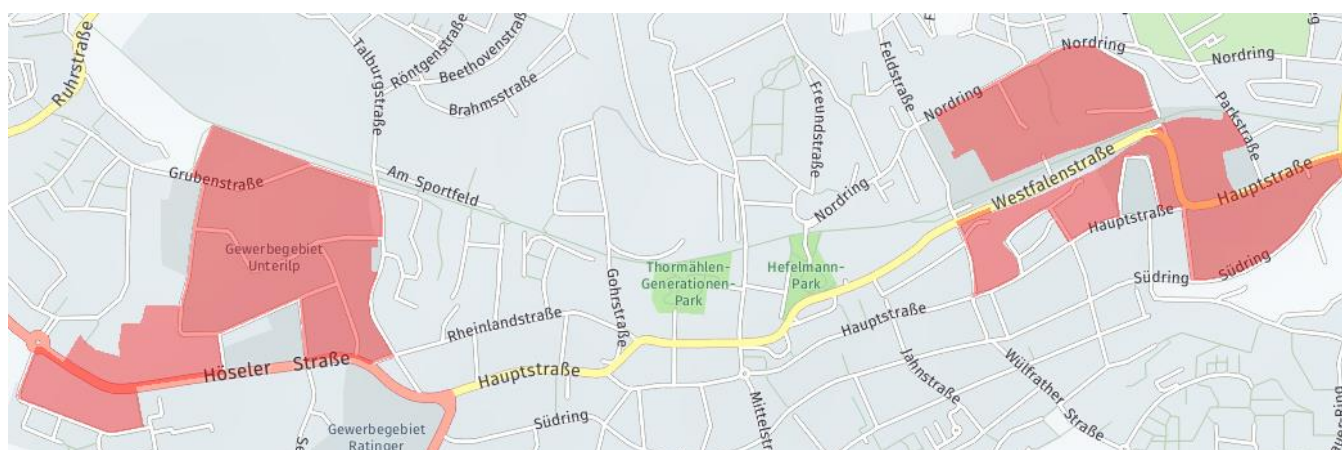 Ruhrstraße
Talburgstraße
Röntgenstraße
Beethovenstraße
Brahmsstraße
Feldstraße
Freundstraße
Nordring
Nordring
Nordring
Nordring
Parkstraße
Grubenstraße
Am Sportfeld
Westfalenstraße
Hauptstraße
Hauptstraße
Gewerbegebiet
Unterilp
Thormählen-
Generationen-
Park
Hefelmann-
Park
Südring
Südring
Gohrstraße
Rheinlandstraße
Hauptstraße
Höseler Straße
Hauptstraße
Jahnstraße
Wülfrather Straße
Südring
Mittelstr
Gewerbegebiet
Ratinger